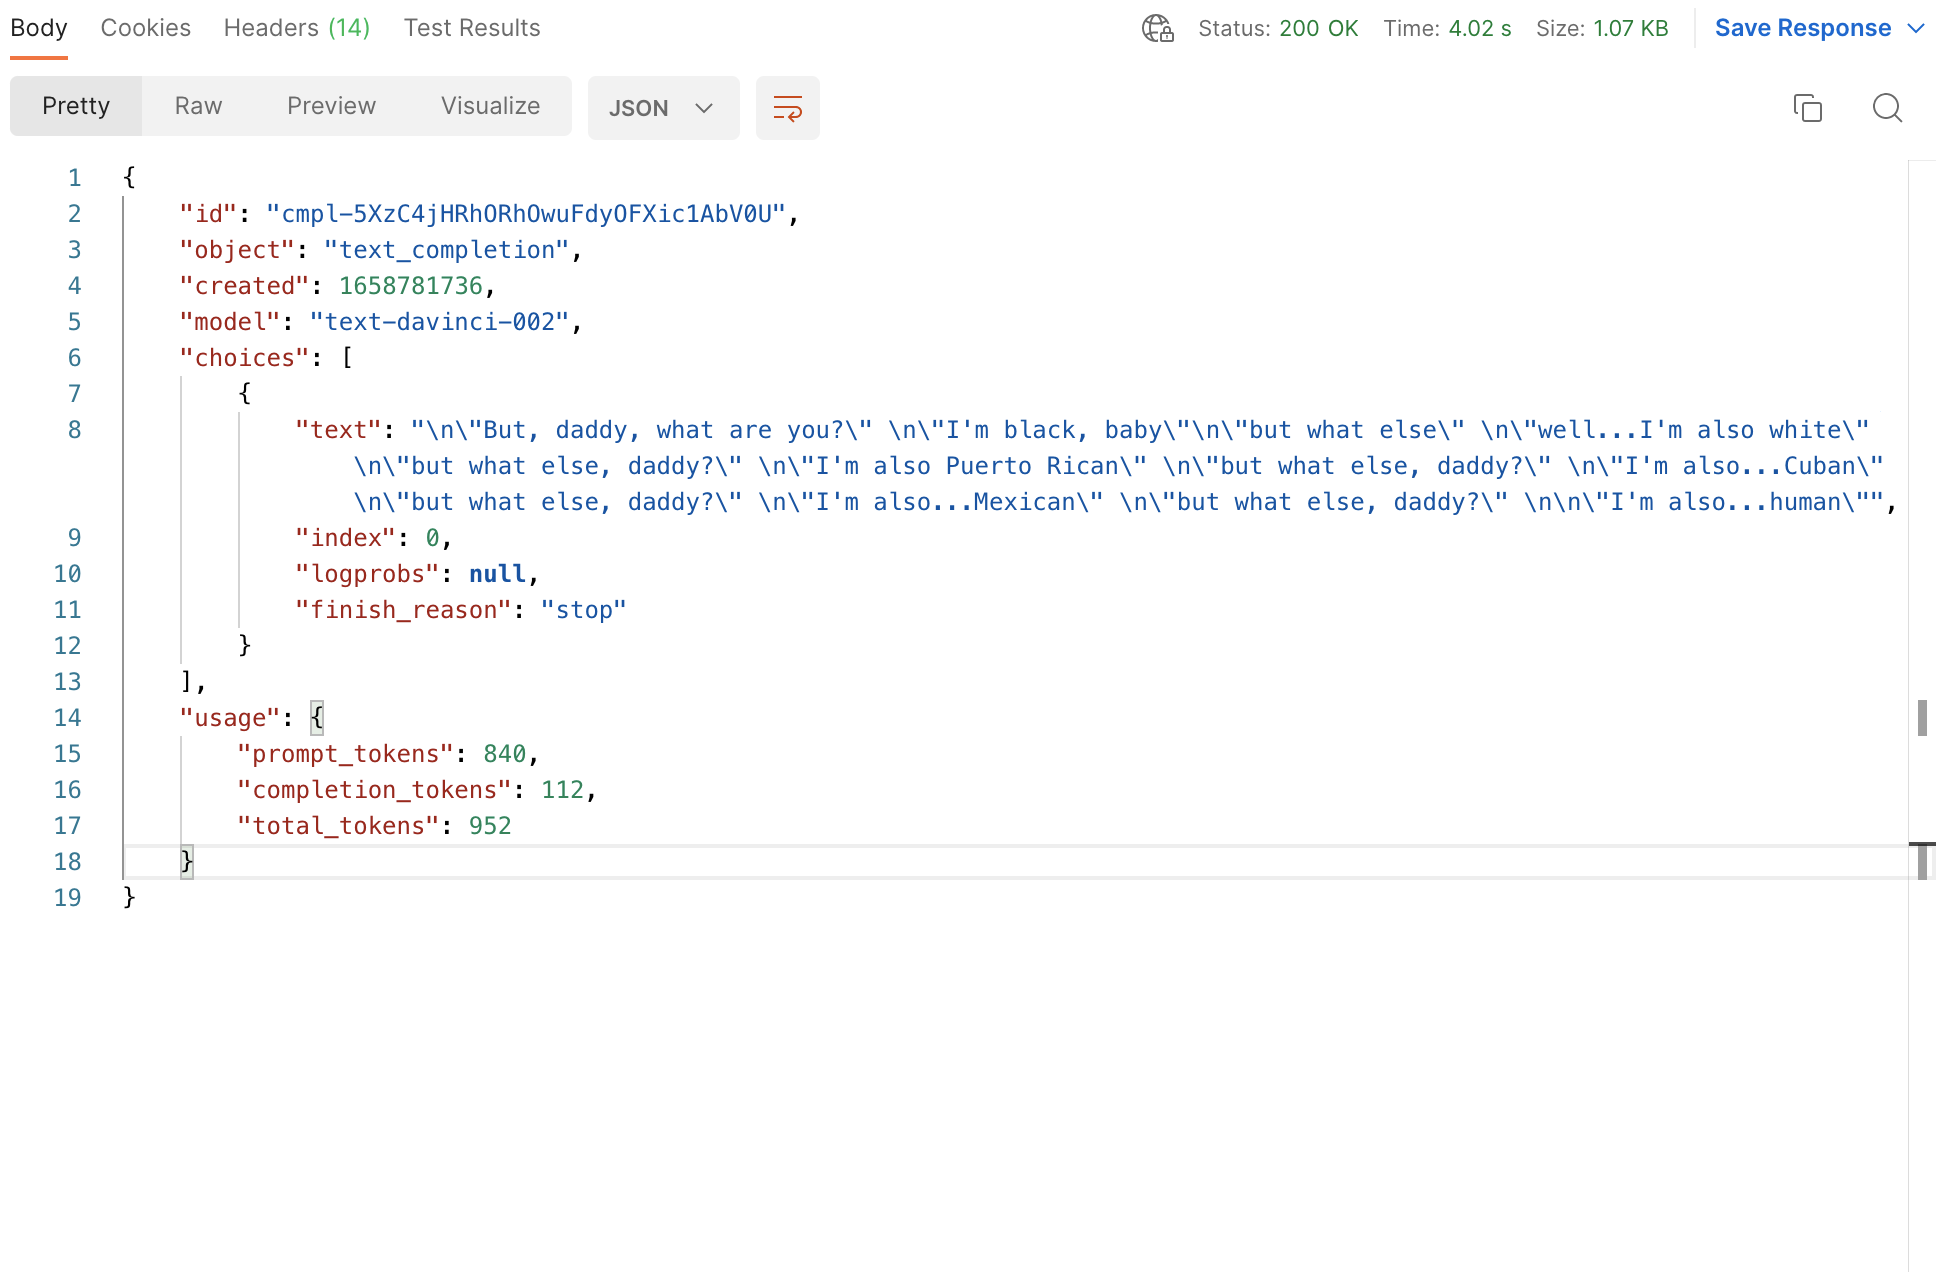 Body Cookies Headers (14) Test Results Status: 200 OK Time: 4.02 s Size: 1.07 KB Save Response
Pretty Raw Preview Visualize JSON
1 {
2 "id": "cmpl-5XzC4jHRhORhOwuFdyOFXic1AbV0U",
3 "object": "text_completion",
4 "created": 1658781736,
5 "model": "text-davinci-002",
6 "choices": [
7 {
8 "text": "\n\"But, daddy, what are you?\" \n\"I'm black, baby\"\n\"but what else\" \n\"well...I'm also white\"
\n\"but what else, daddy?\" \n\"I'm also Puerto Rican\" \n\"but what else, daddy?\" \n\"I'm also...Cuban\"
\n\"but what else, daddy?\" \n\"I'm also...Mexican\" \n\"but what else, daddy?\" \n\n\"I'm also...human\"",
9 "index": 0,
10 "logprobs": null,
11 "finish_reason": "stop"
12 }
13 ],
14 "usage": {
15 "prompt_tokens": 840,
16 "completion_tokens": 112,
17 "total_tokens": 952
18 }
19 }